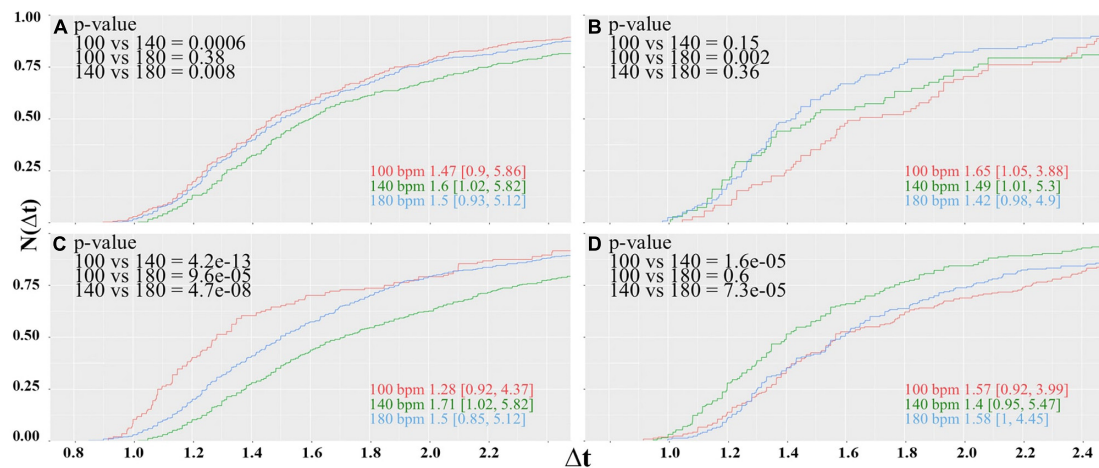 A p-value
100 vs 140 = 0.0006
100 vs 180 = 0.38
140 vs 180 = 0.008
100 bpm 1.47 [0.9, 5.86]
140 bpm 1.6 [1.02, 5.82]
180 bpm 1.5 [0.93, 5.12]
B p-value
100 vs 140 = 0.15
100 vs 180 = 0.002
140 vs 180 = 0.36
100 bpm 1.65 [1.05, 3.88]
140 bpm 1.49 [1.01, 5.3]
180 bpm 1.42 [0.98, 4.9]
C p-value
100 vs 140 = 4.2e-13
100 vs 180 = 9.6e-05
140 vs 180 = 4.7e-08
100 bpm 1.28 [0.92, 4.37]
140 bpm 1.71 [1.02, 5.82]
180 bpm 1.5 [0.85, 5.12]
D p-value
100 vs 140 = 1.6e-05
100 vs 180 = 0.6
140 vs 180 = 7.3e-05
100 bpm 1.57 [0.92, 3.99]
140 bpm 1.4 [0.95, 5.47]
180 bpm 1.58 [1, 4.45]
1.00
0.75
0.50
0.25
0.00
0.75
0.50
0.25
0.00
N(Δt)
0.8 1.0 1.2 1.4 1.6 1.8 2.0 2.2
1.0 1.2 1.4 1.6 1.8 2.0 2.2 2.4
Δt